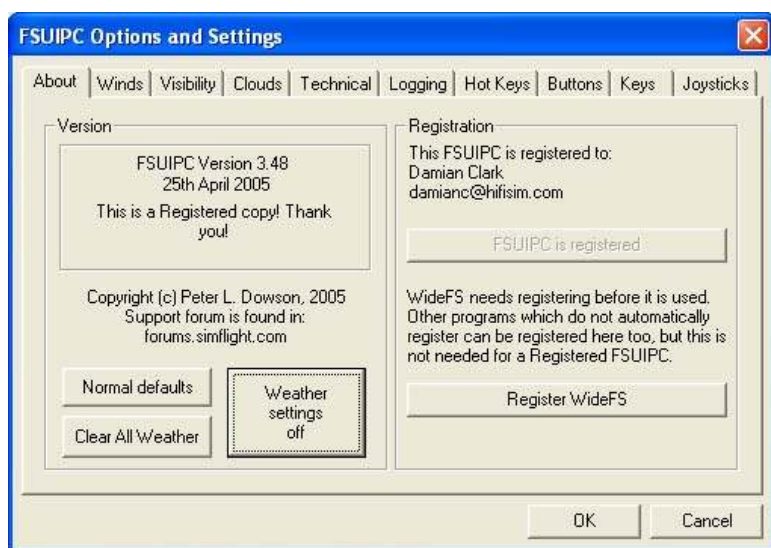 FSUIPC Options and Settings
About
Winds
Visibility
Clouds
Technical
Logging
Hot Keys
Buttons
Keys
Joysticks
Version
FSUIPC Version 3.48
25th April 2005
This is a Registered copy! Thank
you!
Copyright (c) Peter L. Dowson, 2005
Support forum is found in:
forums.simflight.com
Normal defaults
Clear All Weather
Weather
settings
off
Registration
This FSUIPC is registered to:
Damian Clark
damianc@hifisim.com
FSUIPC is registered
WideFS needs registering before it is used.
Other programs which do not automatically
register can be registered here too, but this is
not needed for a Registered FSUIPC.
Register WideFS
OK
Cancel